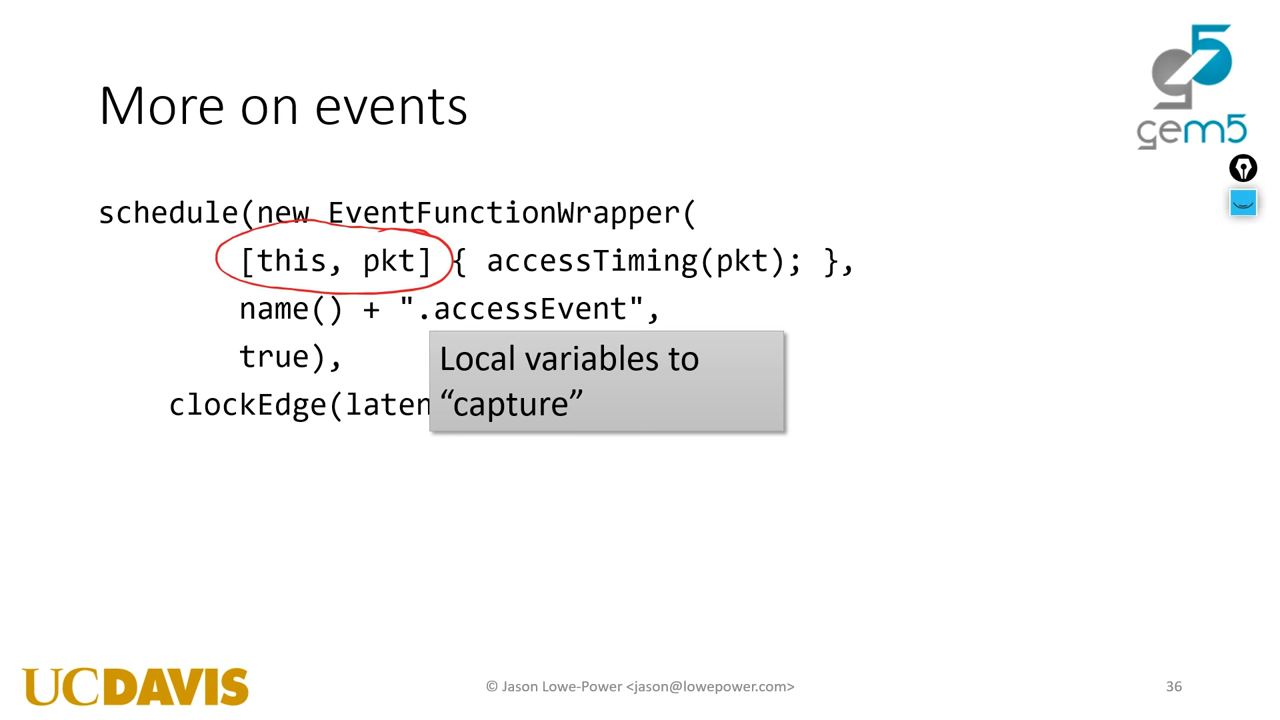 gem5
More on events
schedule(new EventFunctionWrapper(
[this, pkt] { accessTiming(pkt); },
name() + ".accessEvent",
true),
clockEdge(laten
Local variables to
“capture”
UCDAVIS
© Jason Lowe-Power <jason@lowepower.com>
36